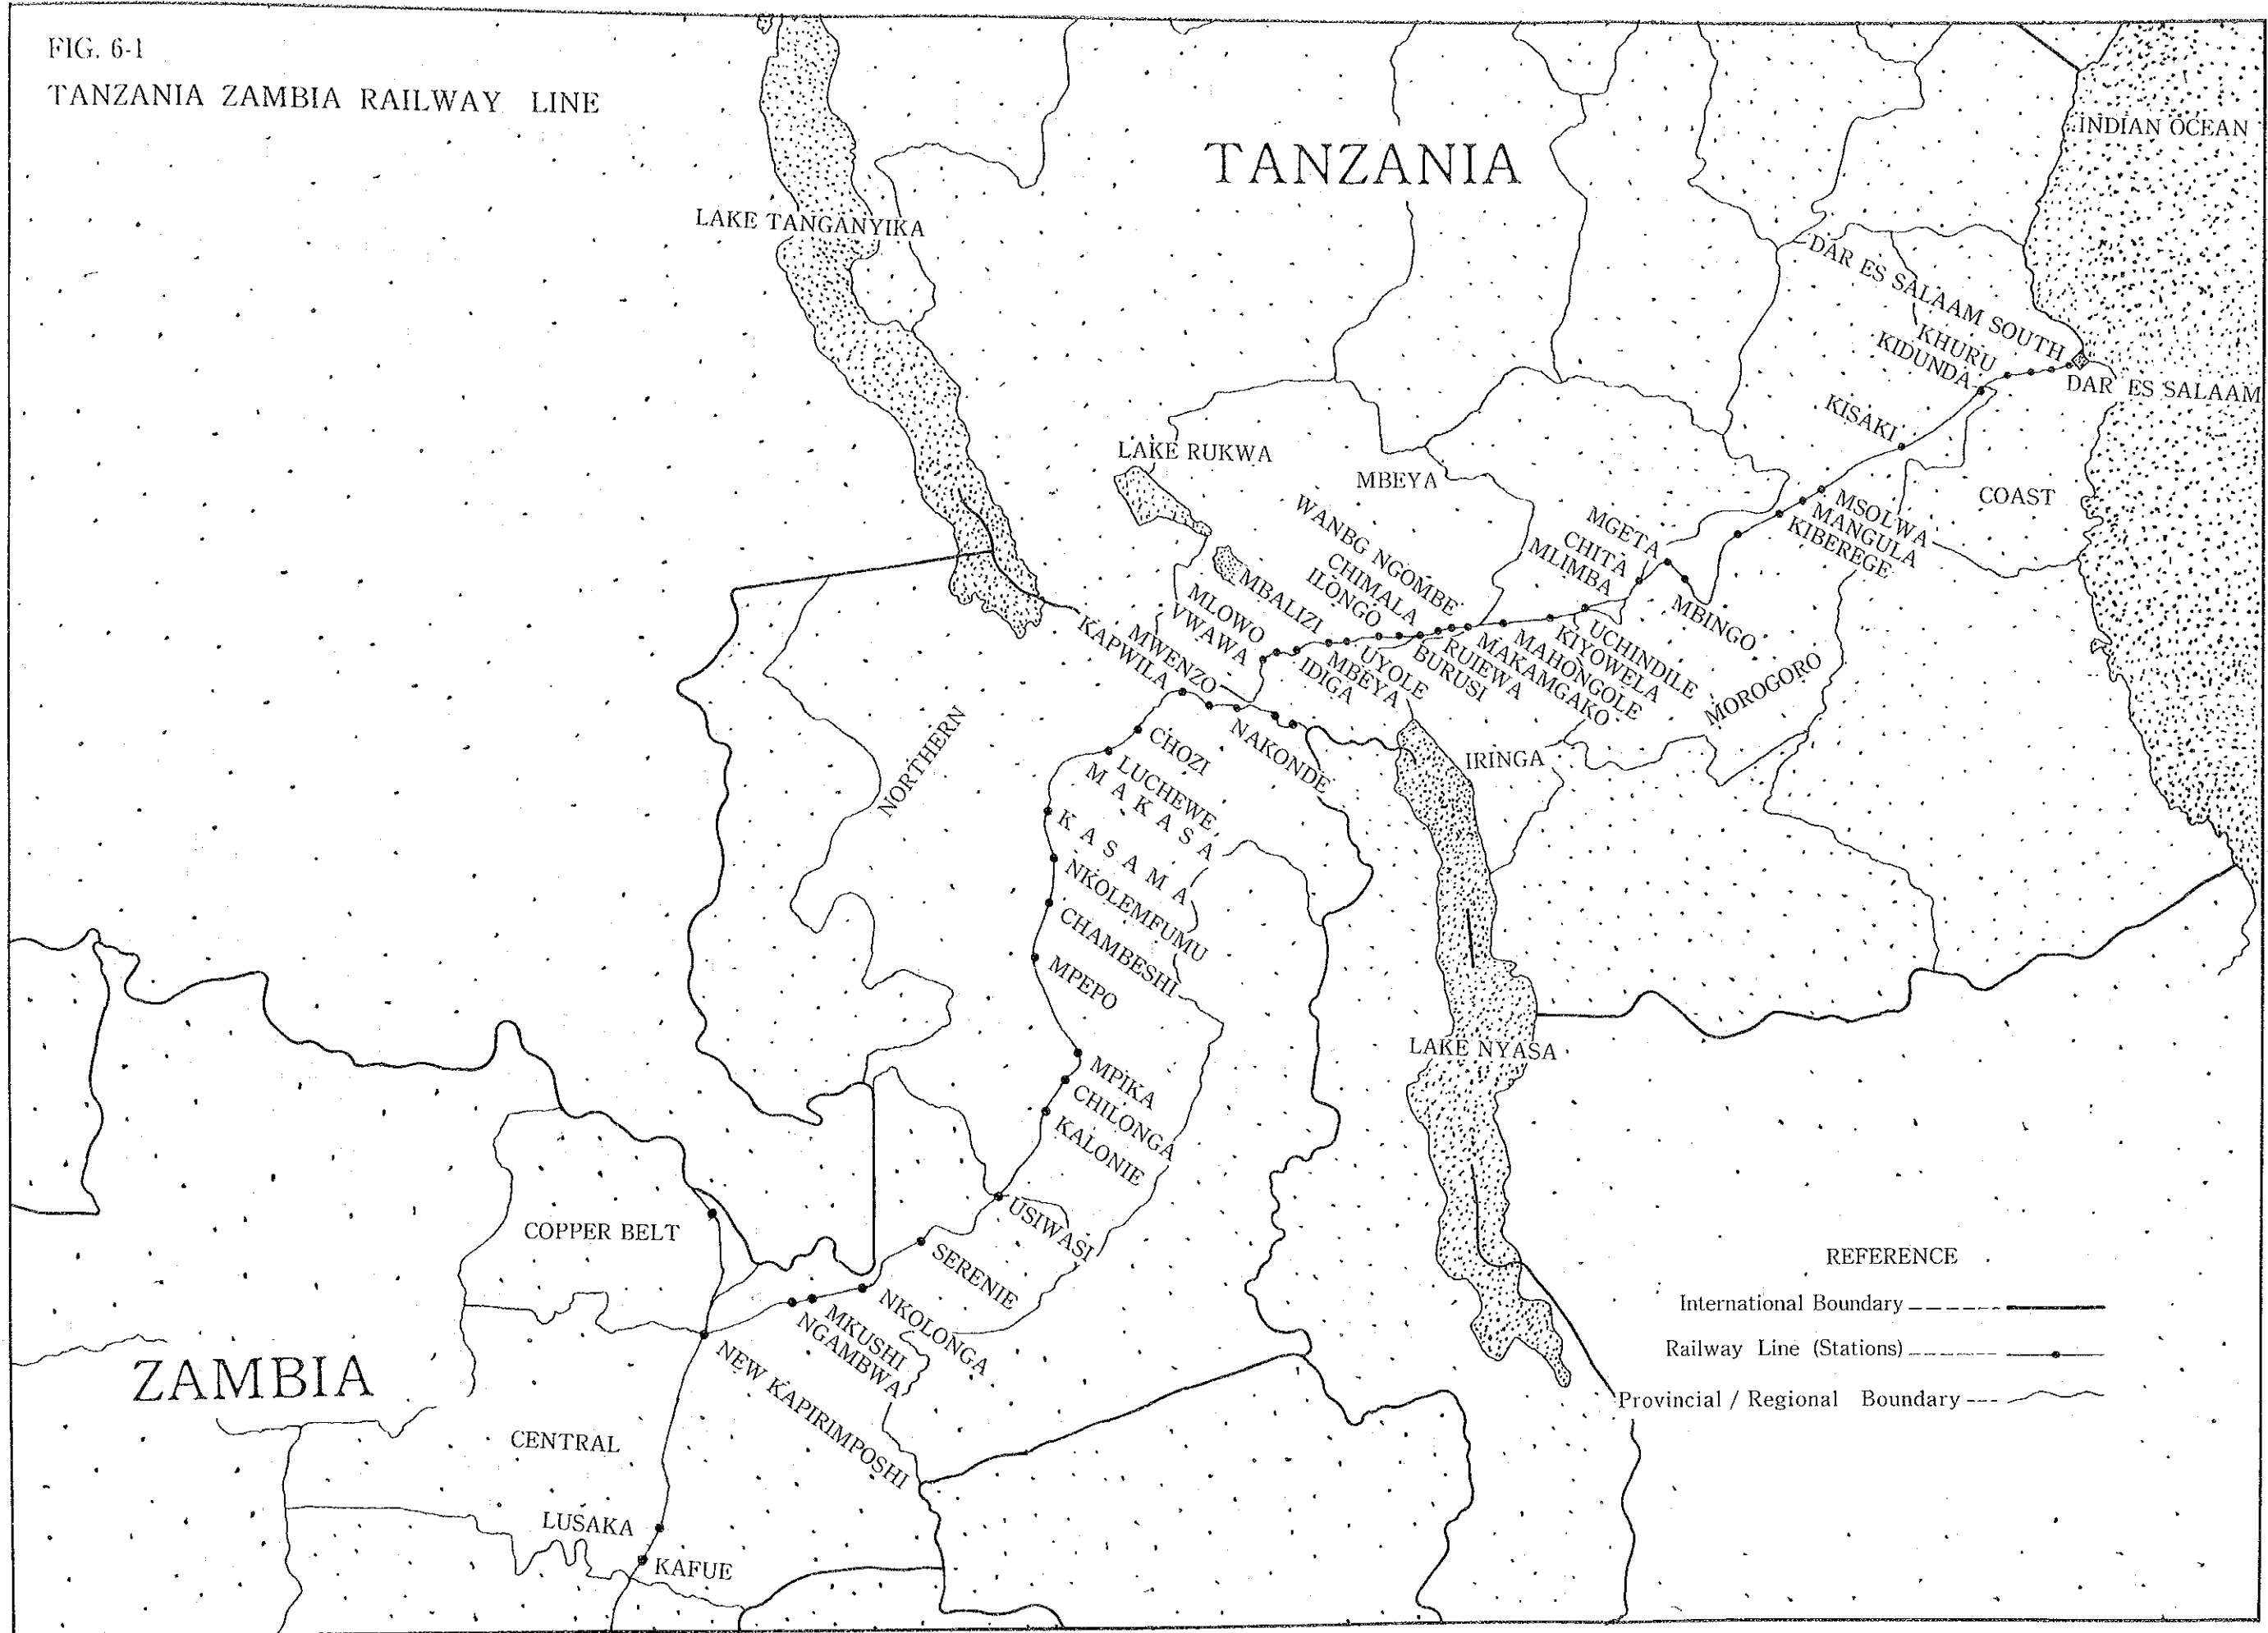 FIG. 6-1
TANZANIA ZAMBIA RAILWAY LINE
TANZANIA
INDIAN OCEAN
LAKE TANGANYIKA
DAR ES SALAAM SOUTH
KHURU
KIDUNDA
DAR ES SALAAM
KISAKI
LAKE RUKWA
MBEYA
COAST
WANBG NGOMBE
CHIMALA
ILONGO
MBALIZI
MLOWO
VWAWA
MWENZO
KAPWILA
MGETA
CHITA
MLIMBA
MSOLWA
MANGULA
KIBEREGE
MBINGO
UCHINDILE
KIYOWELA
MAHONGOLE
MAKAMGAKO
RUIEWA
BURUSI
UYOLE
MBEYA
IDIGA
MOROGORO
IRINGA
NAKONDE
CHOZI
LUCHEWE
MAKASA
KASAMA
NKOLEMFUMU
CHAMBESHI
MPEPO
NORTHERN
MPIKA
CHILONGA
KALONIE
USIWASI
SERENIE
NKOLONGA
MKUSHI
NGAMBWA
NEW KAPIRIMPOSHI
LAKE NYASA
COPPER BELT
ZAMBIA
CENTRAL
LUSAKA
KAFUE
REFERENCE
International Boundary
Railway Line (Stations)
Provincial / Regional Boundary